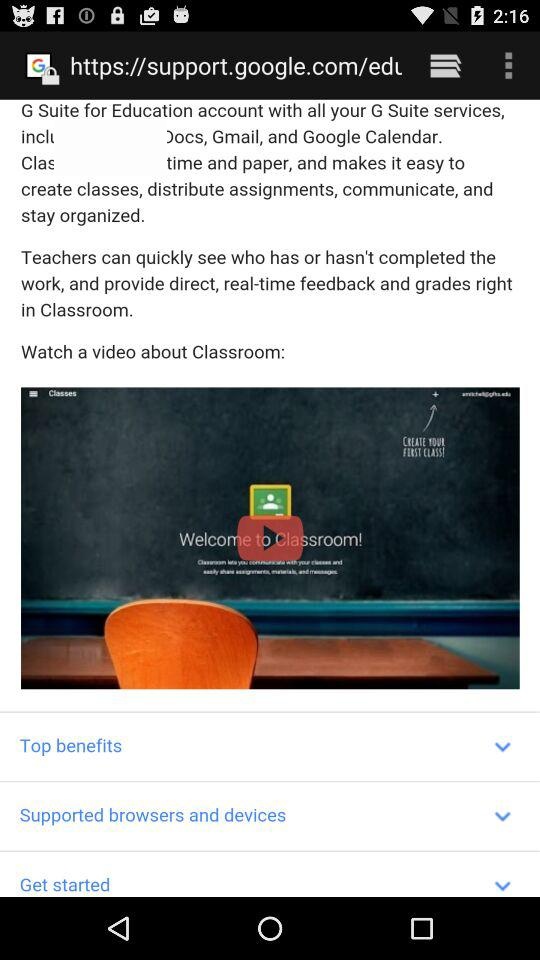 2:16
https://support.google.com/edu
G Suite for Education account with all your G Suite services,
Docs, Gmail, and Google Calendar.
time and paper, and makes it easy to
create classes, distribute assignments, communicate, and
stay organized.
Teachers can quickly see who has or hasn't completed the
work, and provide direct, real-time feedback and grades right
in Classroom.
Watch a video about Classroom:
Classes
+
amitchell@gfhs.edu
CREATE YOUR
FIRST CLASS!
Welcome to Classroom!
Classroom lets you communicate with your classes and
easily share assignments, materials, and messages.
Top benefits
Supported browsers and devices
Get started